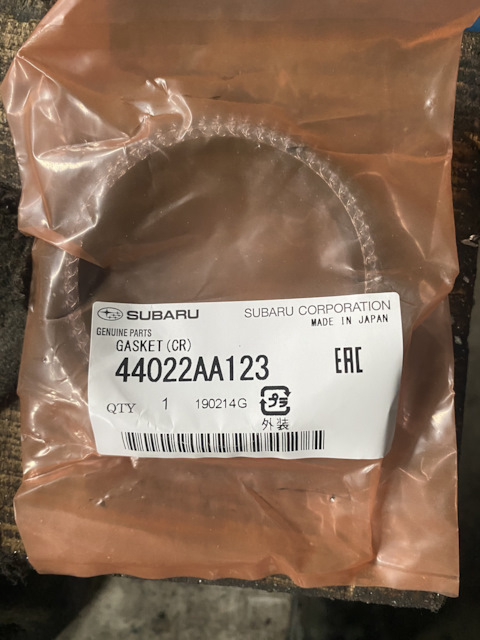 SUBARU SUBARU CORPORATION
GENUINE PARTS MADE IN JAPAN
GASKET(CR)
44022AA123 EAC
QTY 1 190214G プラ
外装